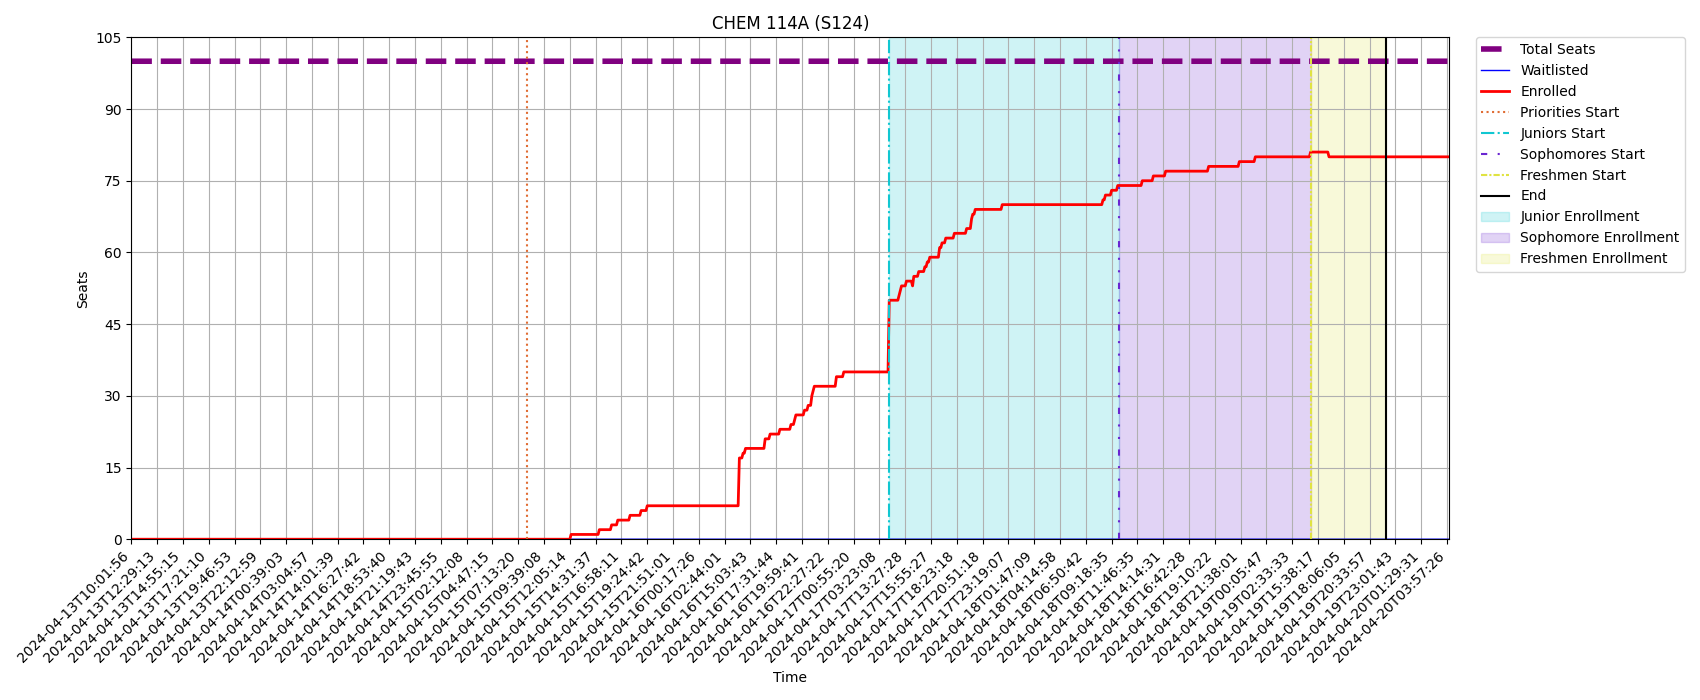 CHEM 114A (S124)
105
90
75
60
45
30
15
0
Seats
2024-04-13T10:01:56
2024-04-13T12:29:13
2024-04-13T14:55:15
2024-04-13T17:21:10
2024-04-13T19:46:53
2024-04-13T22:12:59
2024-04-14T00:39:03
2024-04-14T03:04:57
2024-04-14T14:01:39
2024-04-14T16:27:42
2024-04-14T18:53:40
2024-04-14T21:19:43
2024-04-14T23:45:55
2024-04-15T02:12:08
2024-04-15T04:47:15
2024-04-15T07:13:20
2024-04-15T09:39:08
2024-04-15T12:05:14
2024-04-15T14:31:37
2024-04-15T16:58:11
2024-04-15T19:24:42
2024-04-15T21:51:01
2024-04-16T00:17:26
2024-04-16T02:44:01
2024-04-16T15:03:43
2024-04-16T17:31:44
2024-04-16T19:59:41
2024-04-16T22:27:22
2024-04-17T00:55:20
2024-04-17T03:23:08
2024-04-17T13:27:28
2024-04-17T15:55:27
2024-04-17T18:23:18
2024-04-17T20:51:18
2024-04-17T23:19:07
2024-04-18T01:47:09
2024-04-18T04:14:58
2024-04-18T06:50:42
2024-04-18T09:18:35
2024-04-18T11:46:35
2024-04-18T14:14:31
2024-04-18T16:42:28
2024-04-18T19:10:22
2024-04-18T21:38:01
2024-04-19T00:05:47
2024-04-19T02:33:33
2024-04-19T15:38:17
2024-04-19T18:06:05
2024-04-19T20:33:57
2024-04-19T23:01:43
2024-04-20T01:29:31
2024-04-20T03:57:26
Time
Total Seats
Waitlisted
Enrolled
Priorities Start
Juniors Start
Sophomores Start
Freshmen Start
End
Junior Enrollment
Sophomore Enrollment
Freshmen Enrollment